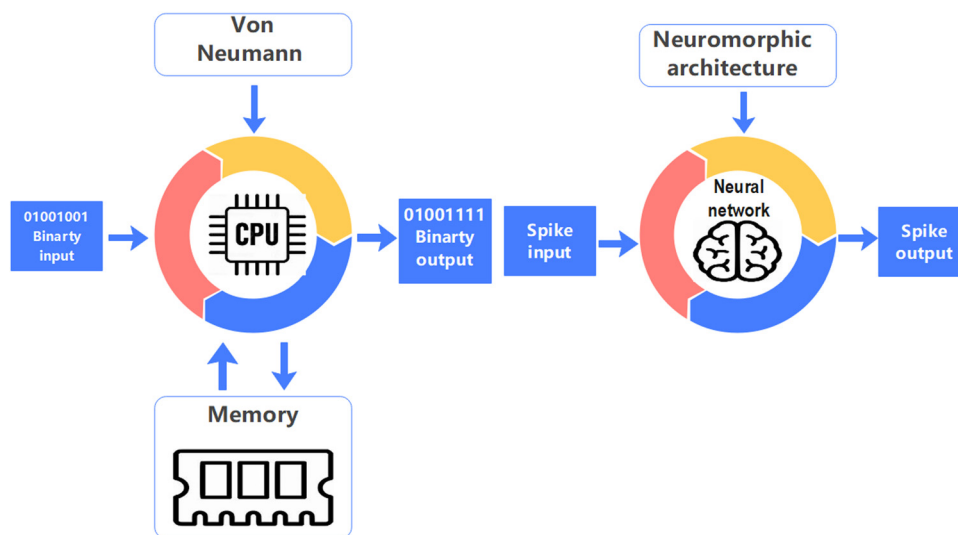 Von
Neumann
01001001
Binarty
input
CPU
01001111
Binarty
output
Memory
Neuromorphic
architecture
Spike
input
Neural
network
Spike
output